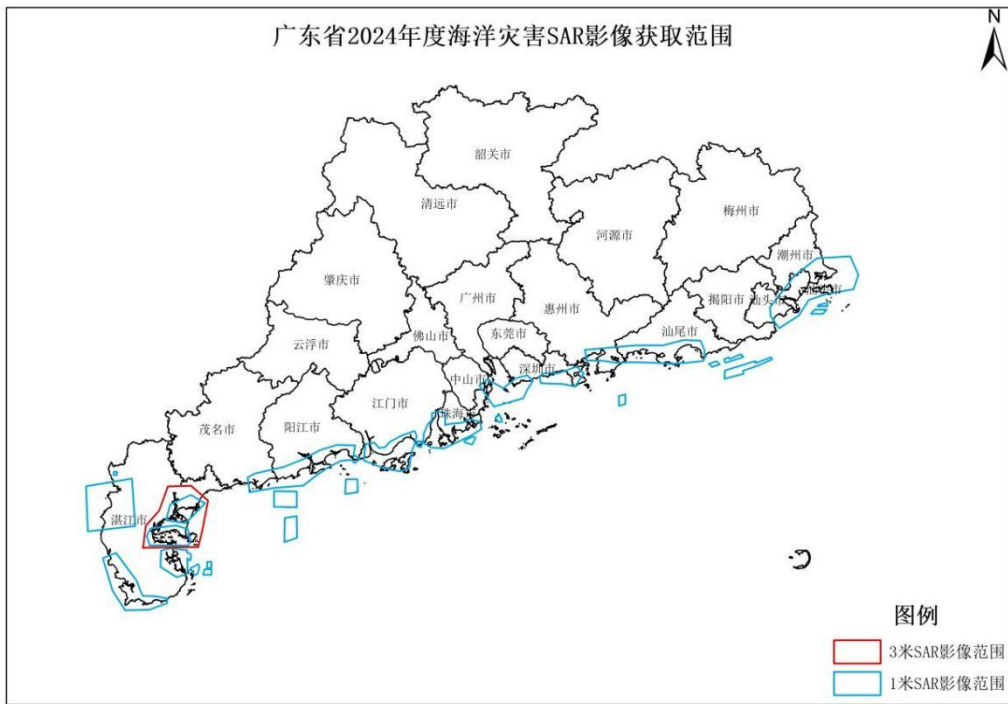 广东省2024年度海洋灾害SAR影像获取范围
N
韶关市
清远市
梅州市
河源市
潮州市
肇庆市
广州市
惠州市
揭阳市
汕头市
云浮市
佛山市
东莞市
汕尾市
深圳市
中山市
江门市
珠海市
茂名市
阳江市
湛江市
图例
3米SAR影像范围
1米SAR影像范围